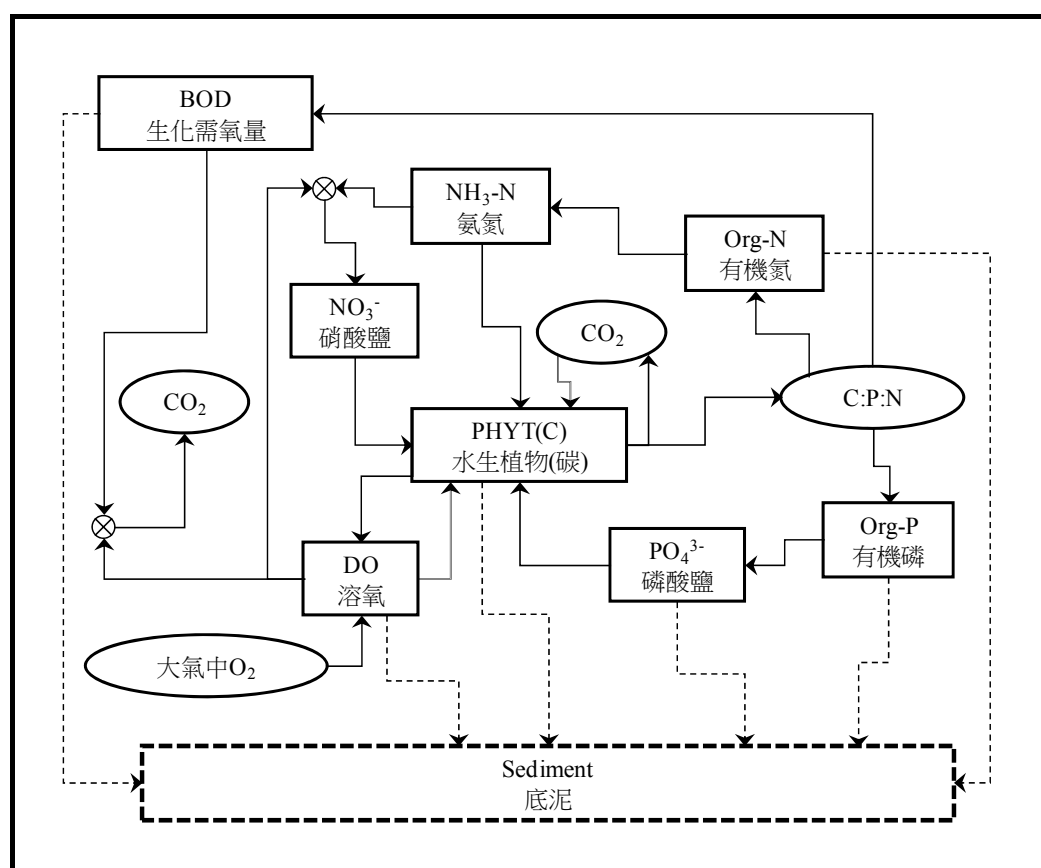 BOD
生化需氧量
NH₃-N
氨氮
Org-N
有機氮
NO₃⁻
硝酸鹽
CO₂
CO₂
C:P:N
PHYT(C)
水生植物(碳)
Org-P
有機磷
PO₄³⁻
磷酸鹽
DO
溶氧
大氣中O₂
Sediment
底泥